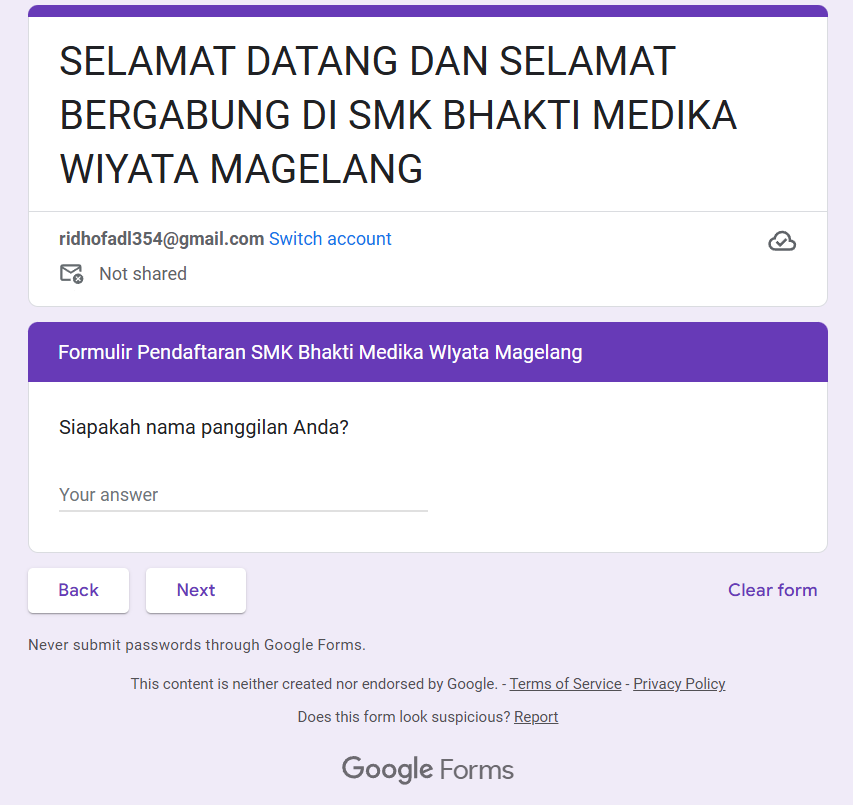 SELAMAT DATANG DAN SELAMAT
BERGABUNG DI SMK BHAKTI MEDIKA
WIYATA MAGELANG
ridhofadl354@gmail.com Switch account
Not shared
Formulir Pendaftaran SMK Bhakti Medika WIyata Magelang
Siapakah nama panggilan Anda?
Your answer
Back Next Clear form
Never submit passwords through Google Forms.
This content is neither created nor endorsed by Google. - Terms of Service - Privacy Policy
Does this form look suspicious? Report
Google Forms